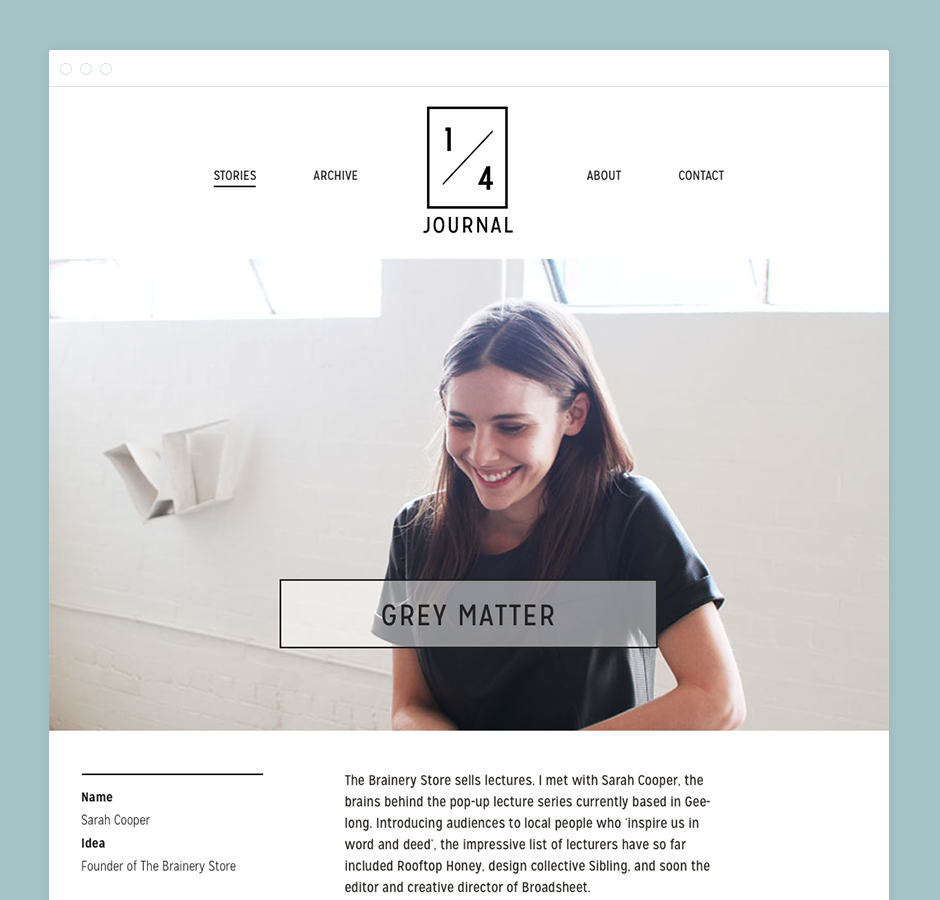 STORIES
ARCHIVE
1/4
JOURNAL
ABOUT
CONTACT
GREY MATTER
Name
Sarah Cooper
Idea
Founder of The Brainery Store
The Brainery Store sells lectures. I met with Sarah Cooper, the
brains behind the pop-up lecture series currently based in Gee-
long. Introducing audiences to local people who 'inspire us in
word and deed', the impressive list of lecturers have so far
included Rooftop Honey, design collective Sibling, and soon the
editor and creative director of Broadsheet.